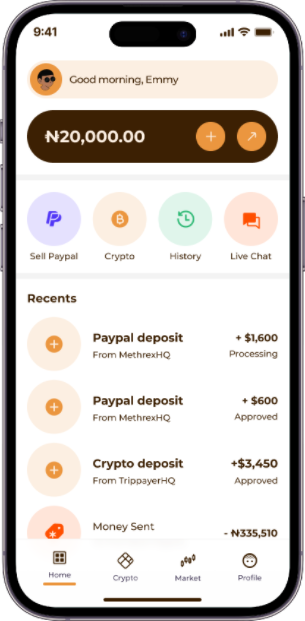 9:41
Good morning, Emmy
₦20,000.00
Sell Paypal Crypto History Live Chat
Recents
Paypal deposit + $1,600
From MethrexHQ Processing
Paypal deposit + $600
From MethrexHQ Approved
Crypto deposit +$3,450
From TrippayerHQ Approved
Money Sent - ₦335,510
Home Crypto Market Profile